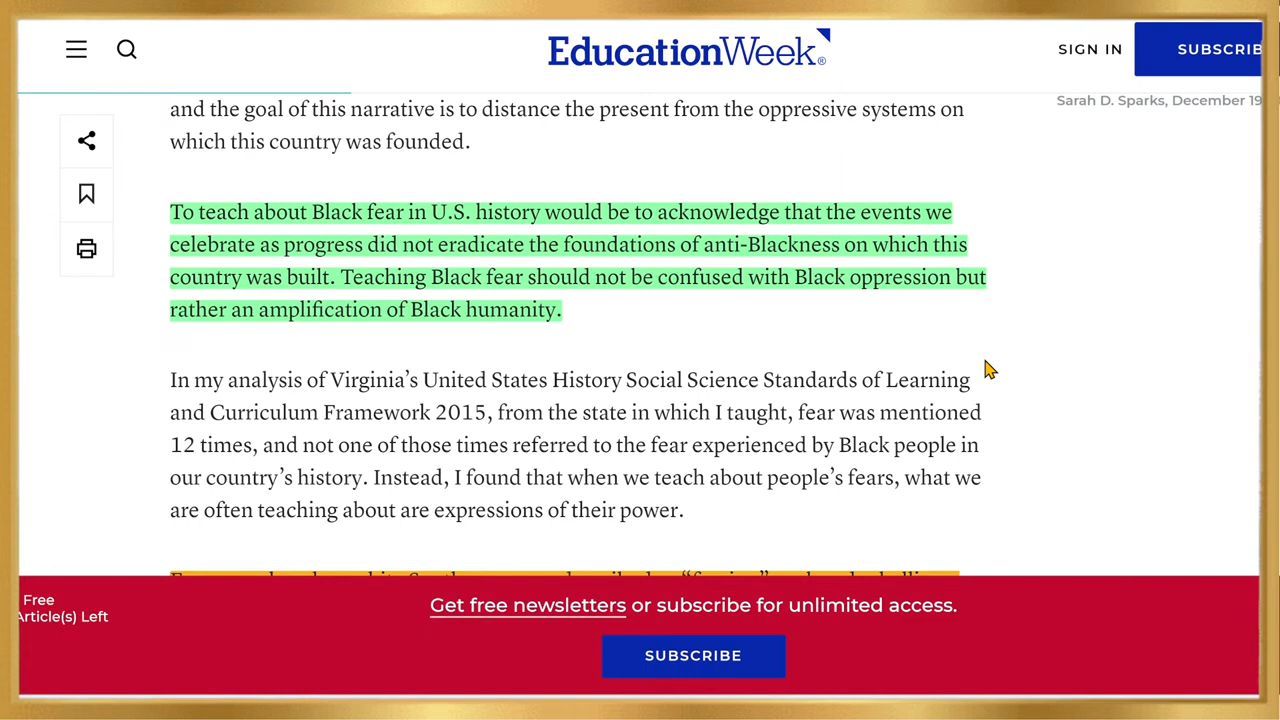 EducationWeek®
SIGN IN
SUBSCRIB
Sarah D. Sparks, December 19
and the goal of this narrative is to distance the present from the oppressive systems on
which this country was founded.
To teach about Black fear in U.S. history would be to acknowledge that the events we
celebrate as progress did not eradicate the foundations of anti-Blackness on which this
country was built. Teaching Black fear should not be confused with Black oppression but
rather an amplification of Black humanity.
In my analysis of Virginia’s United States History Social Science Standards of Learning
and Curriculum Framework 2015, from the state in which I taught, fear was mentioned
12 times, and not one of those times referred to the fear experienced by Black people in
our country’s history. Instead, I found that when we teach about people’s fears, what we
are often teaching about are expressions of their power.
Free
Article(s) Left
Get free newsletters or subscribe for unlimited access.
SUBSCRIBE